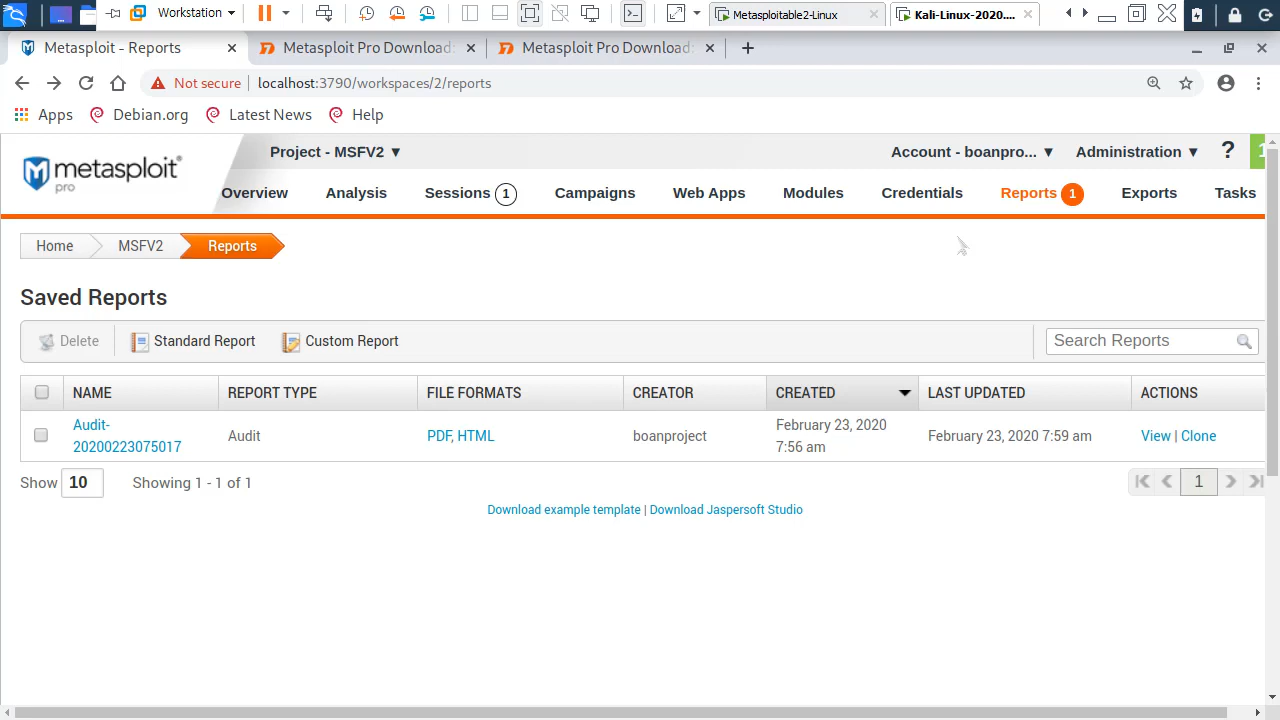 Workstation
Metasploitable2-Linux
Kali-Linux-2020....
Metasploit - Reports
Metasploit Pro Download:
Metasploit Pro Download:
Not secure
localhost:3790/workspaces/2/reports
Apps
Debian.org
Latest News
Help
metasploit®
pro
Project - MSFV2 ▼
Account - boanpro... ▼
Administration ▼
?
1
Overview
Analysis
Sessions 1
Campaigns
Web Apps
Modules
Credentials
Reports 1
Exports
Tasks
Home
MSFV2
Reports
Saved Reports
Delete
Standard Report
Custom Report
Search Reports
NAME
REPORT TYPE
FILE FORMATS
CREATOR
CREATED
LAST UPDATED
ACTIONS
Audit-
20200223075017
Audit
PDF, HTML
boanproject
February 23, 2020
7:56 am
February 23, 2020 7:59 am
View | Clone
Show 10
Showing 1 - 1 of 1
1
Download example template | Download Jaspersoft Studio